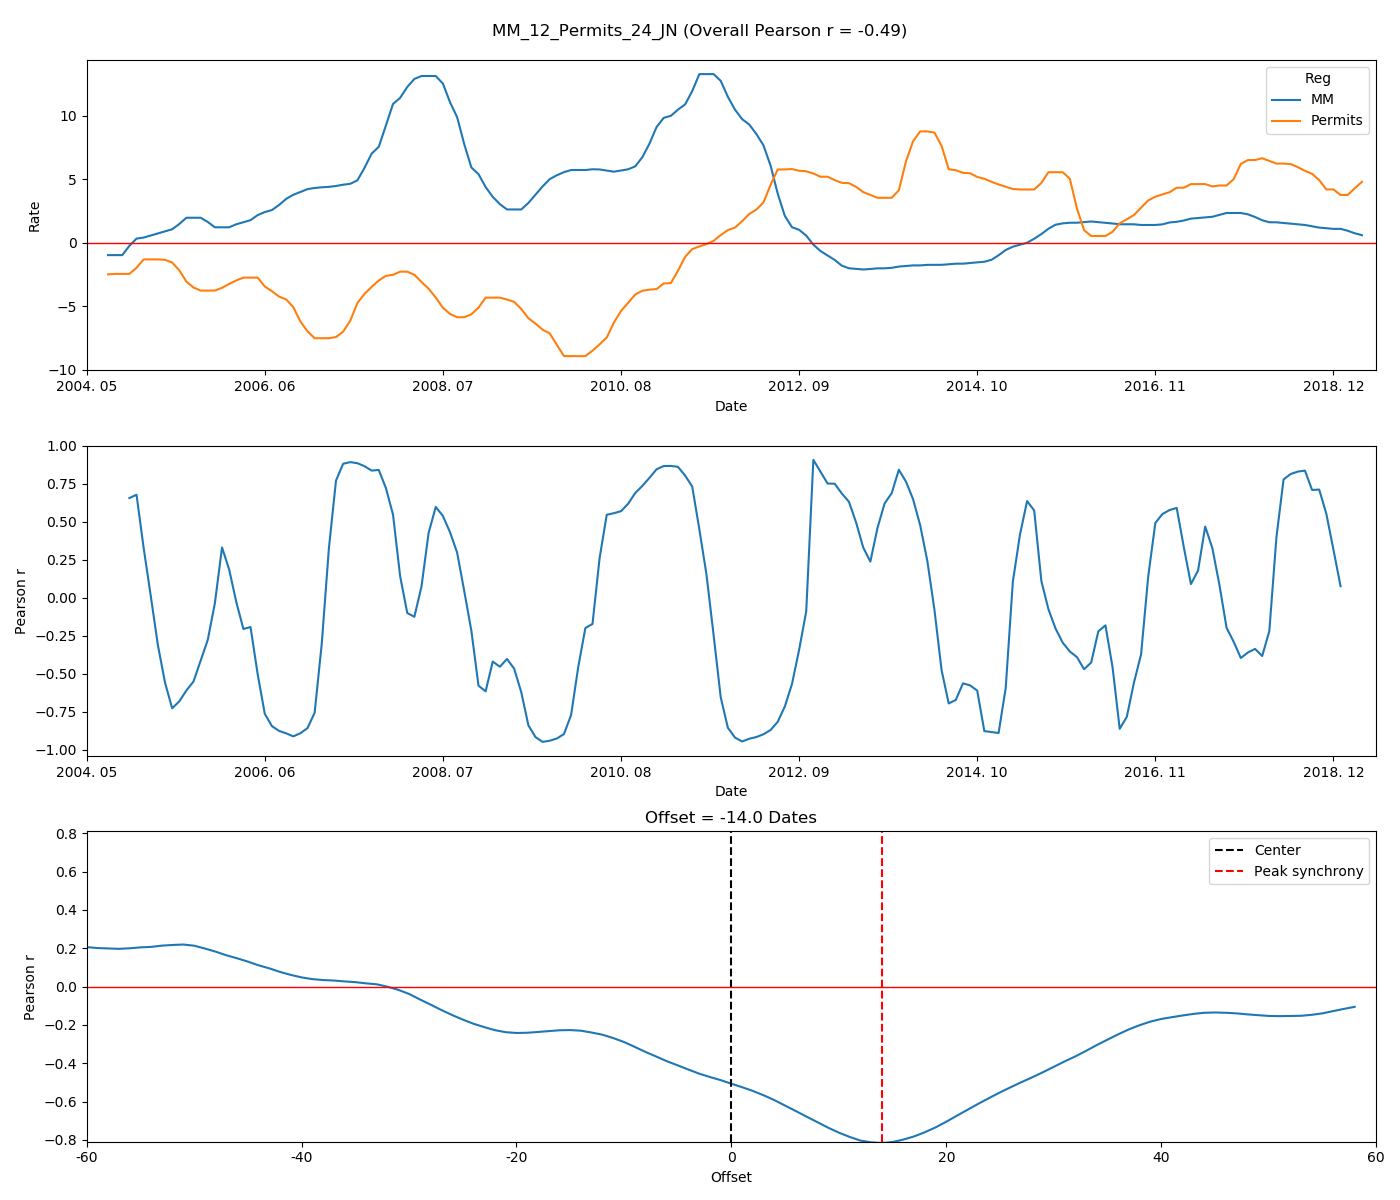 MM_12_Permits_24_JN (Overall Pearson r = -0.49)
Reg
MM
Permits
10
5
0
−5
−10
Rate
2004. 05 2006. 06 2008. 07 2010. 08 2012. 09 2014. 10 2016. 11 2018. 12
Date
1.00
0.75
0.50
0.25
0.00
−0.25
−0.50
−0.75
−1.00
Pearson r
2004. 05 2006. 06 2008. 07 2010. 08 2012. 09 2014. 10 2016. 11 2018. 12
Date
Offset = -14.0 Dates
Center
Peak synchrony
0.8
0.6
0.4
0.2
0.0
−0.2
−0.4
−0.6
−0.8
Pearson r
-60 -40 -20 0 20 40 60
Offset